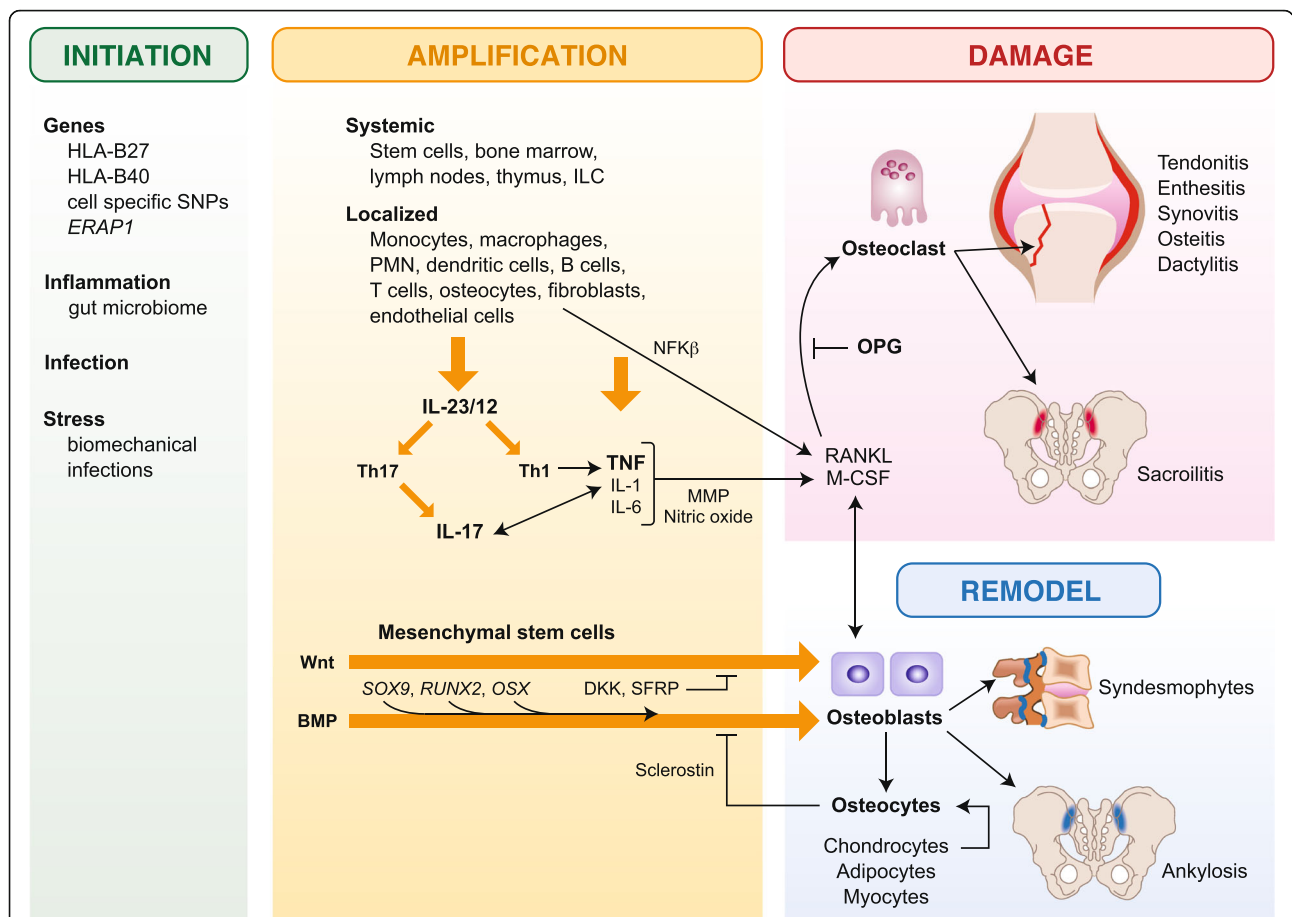 INITIATION
Genes
HLA-B27
HLA-B40
cell specific SNPs
ERAP1
Inflammation
gut microbiome
Infection
Stress
biomechanical
infections
AMPLIFICATION
Systemic
Stem cells, bone marrow,
lymph nodes, thymus, ILC
Localized
Monocytes, macrophages,
PMN, dendritic cells, B cells,
T cells, osteocytes, fibroblasts,
endothelial cells
NFKβ
IL-23/12
Th17
Th1
TNF
IL-1
IL-6
IL-17
MMP
Nitric oxide
Mesenchymal stem cells
Wnt
SOX9, RUNX2, OSX
DKK, SFRP
BMP
Sclerostin
DAMAGE
Osteoclast
Tendonitis
Enthesitis
Synovitis
Osteitis
Dactylitis
OPG
RANKL
M-CSF
Sacroilitis
REMODEL
Osteoblasts
Syndesmophytes
Osteocytes
Chondrocytes
Adipocytes
Myocytes
Ankylosis